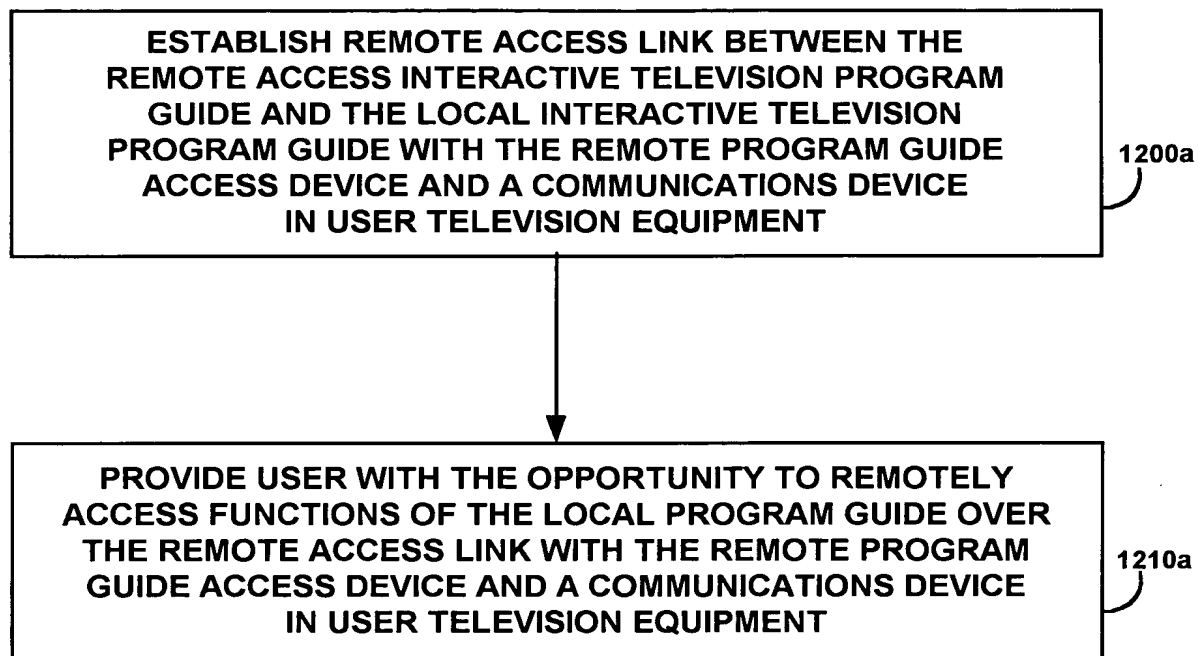 ESTABLISH REMOTE ACCESS LINK BETWEEN THE
REMOTE ACCESS INTERACTIVE TELEVISION PROGRAM
GUIDE AND THE LOCAL INTERACTIVE TELEVISION
PROGRAM GUIDE WITH THE REMOTE PROGRAM GUIDE
ACCESS DEVICE AND A COMMUNICATIONS DEVICE
IN USER TELEVISION EQUIPMENT
1200a
PROVIDE USER WITH THE OPPORTUNITY TO REMOTELY
ACCESS FUNCTIONS OF THE LOCAL PROGRAM GUIDE OVER
THE REMOTE ACCESS LINK WITH THE REMOTE PROGRAM
GUIDE ACCESS DEVICE AND A COMMUNICATIONS DEVICE
IN USER TELEVISION EQUIPMENT
1210a